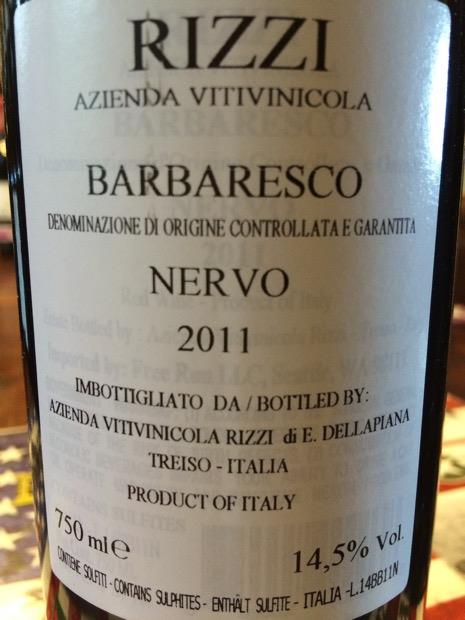 RIZZI
AZIENDA VITIVINICOLA
BARBARESCO
DENOMINAZIONE DI ORIGINE CONTROLLATA E GARANTITA
NERVO
2011
IMBOTTIGLIATO DA / BOTTLED BY:
AZIENDA VITIVINICOLA RIZZI di E. DELLAPIANA
TREISO - ITALIA
PRODUCT OF ITALY
750 ml e
14,5% Vol.
CONTIENE SOLFITI - CONTAINS SULPHITES - ENTHÄLT SULFITE - ITALIA -L.14BB11N